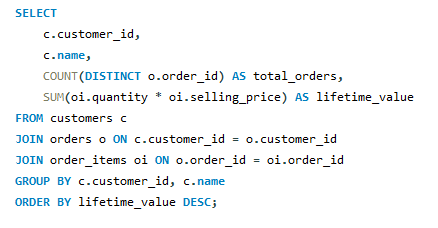 SELECT
    c.customer_id,
    c.name,
    COUNT(DISTINCT o.order_id) AS total_orders,
    SUM(oi.quantity * oi.selling_price) AS lifetime_value
FROM customers c
JOIN orders o ON c.customer_id = o.customer_id
JOIN order_items oi ON o.order_id = oi.order_id
GROUP BY c.customer_id, c.name
ORDER BY lifetime_value DESC;